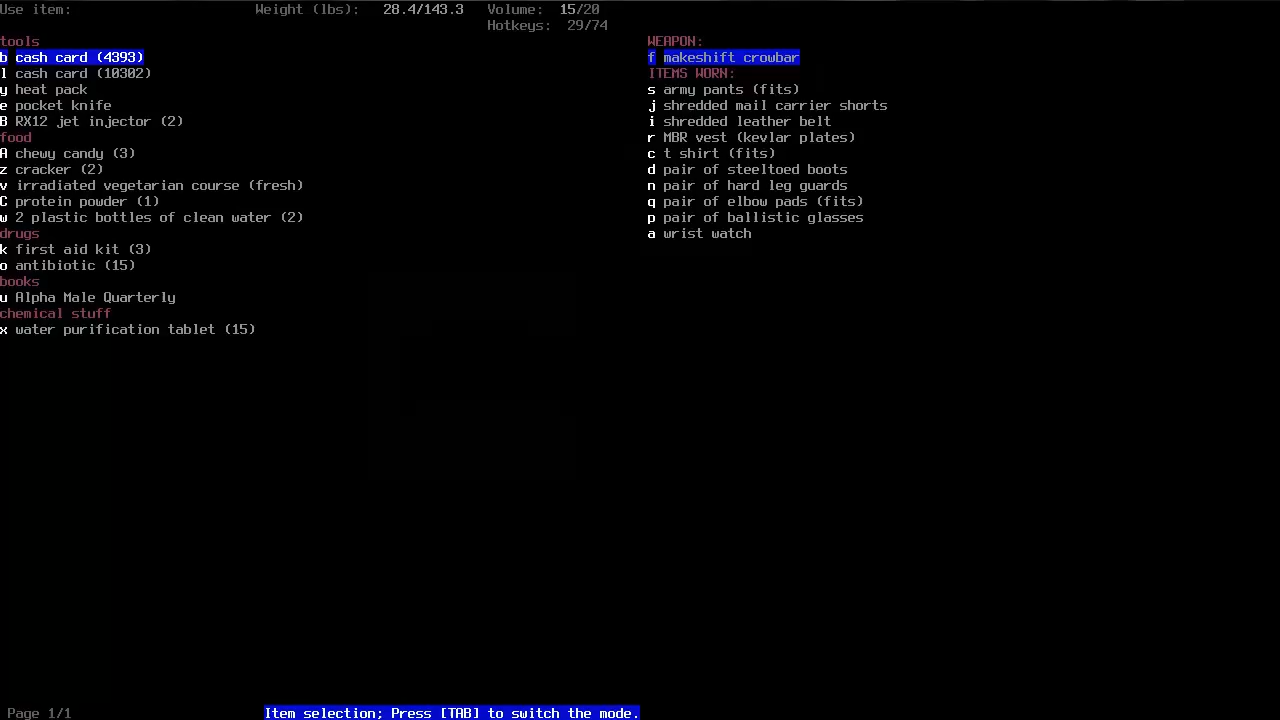 Use item: Weight (lbs): 28.4/143.3 Volume: 15/20
Hotkeys: 29/74
tools
b cash card (4393)
l cash card (10302)
y heat pack
e pocket knife
B RX12 jet injector (2)
food
A chewy candy (3)
z cracker (2)
v irradiated vegetarian course (fresh)
C protein powder (1)
w 2 plastic bottles of clean water (2)
drugs
k first aid kit (3)
o antibiotic (15)
books
u Alpha Male Quarterly
chemical stuff
x water purification tablet (15)
WEAPON:
f makeshift crowbar
ITEMS WORN:
s army pants (fits)
j shredded mail carrier shorts
i shredded leather belt
r MBR vest (kevlar plates)
c t shirt (fits)
d pair of steeltoed boots
n pair of hard leg guards
q pair of elbow pads (fits)
p pair of ballistic glasses
a wrist watch
Page 1/1 Item selection; Press [TAB] to switch the mode.